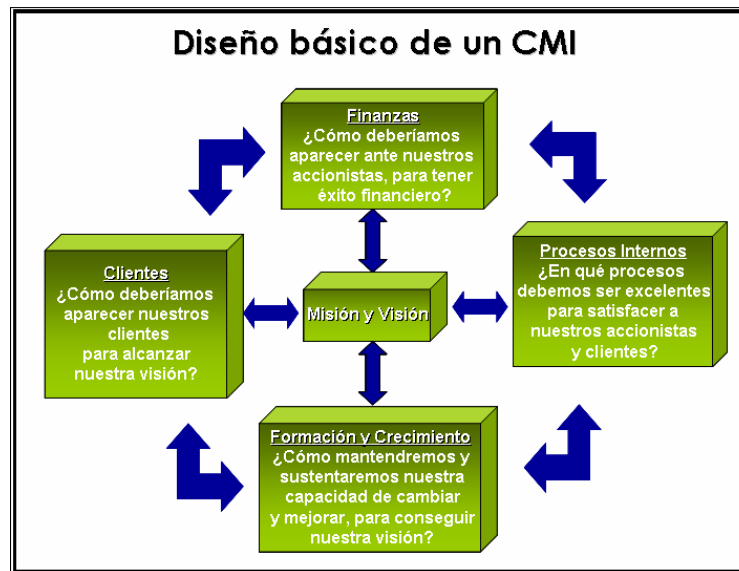 Diseño básico de un CMI
Finanzas
¿Cómo deberíamos
aparecer ante nuestros
accionistas, para tener
éxito financiero?
Clientes
¿Cómo deberíamos
aparecer nuestros
clientes
para alcanzar
nuestra visión?
Misión y Visión
Procesos Internos
¿En qué procesos
debemos ser excelentes
para satisfacer a
nuestros accionistas
y clientes?
Formación y Crecimiento
¿Cómo mantendremos y
sustentaremos nuestra
capacidad de cambiar
y mejorar, para conseguir
nuestra visión?